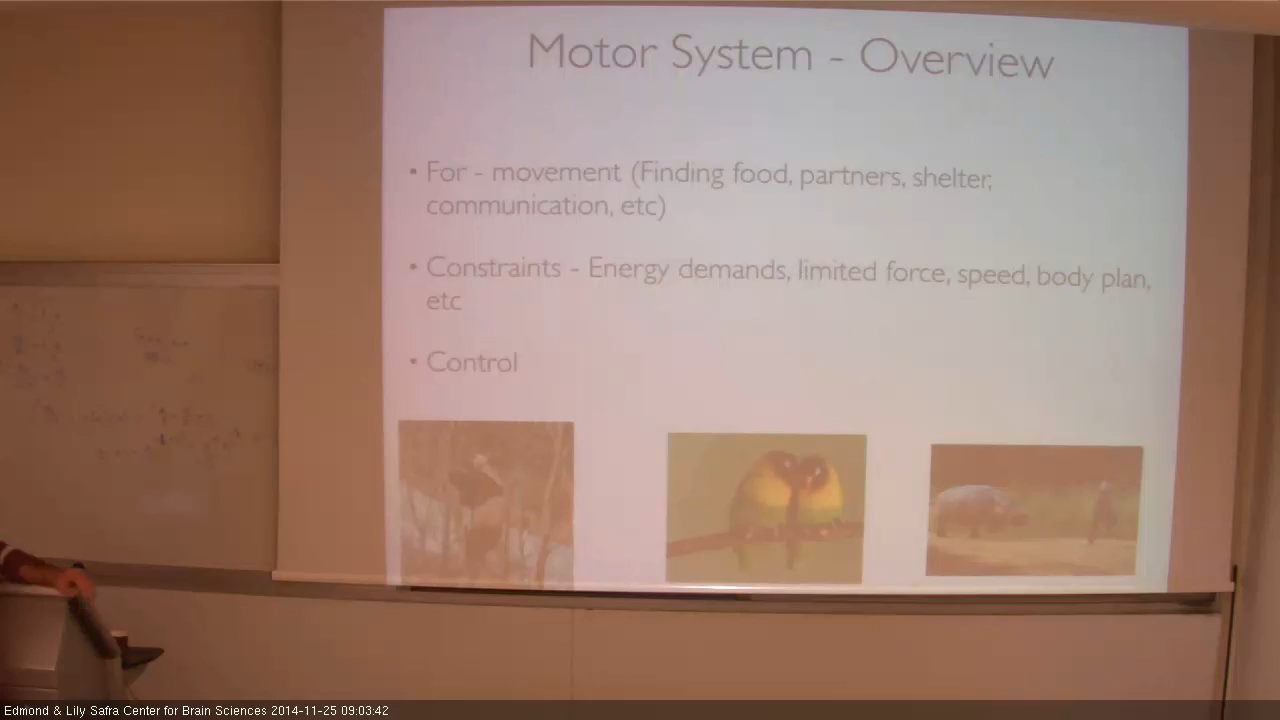 Motor System - Overview
• For - movement (Finding food, partners, shelter,
communication, etc)
• Constraints - Energy demands, limited force, speed, body plan,
etc
• Control
Edmond & Lily Safra Center for Brain Sciences 2014-11-25 09:03:42